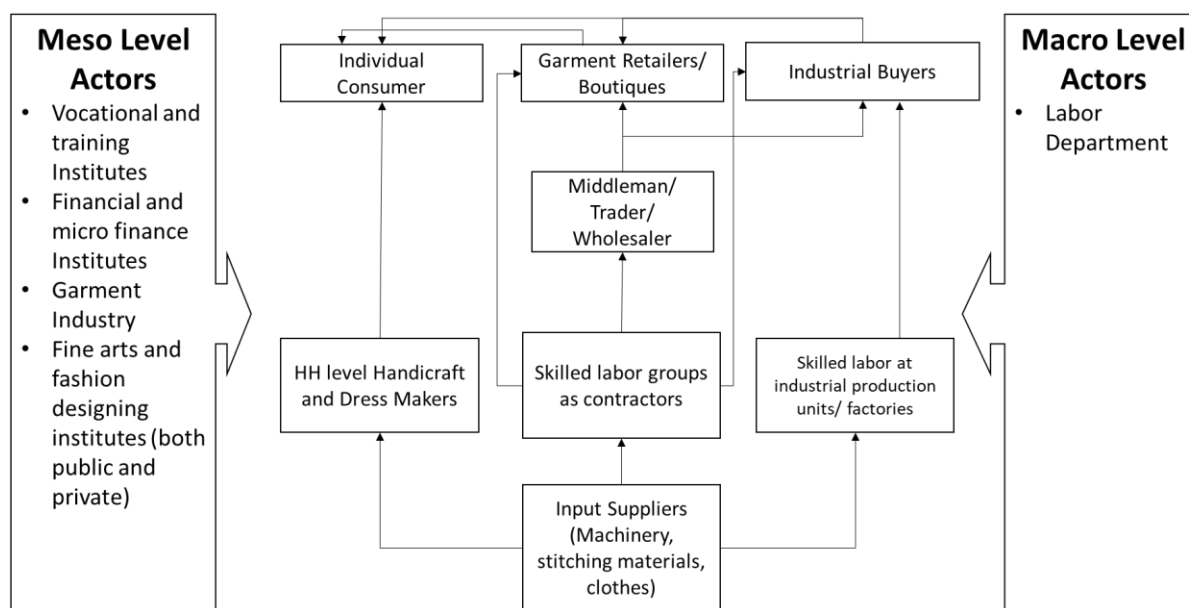 Meso Level
Actors
• Vocational and
training
Institutes
• Financial and
micro finance
Institutes
• Garment
Industry
• Fine arts and
fashion
designing
institutes (both
public and
private)
Individual
Consumer
Garment Retailers/
Boutiques
Industrial Buyers
Middleman/
Trader/
Wholesaler
HH level Handicraft
and Dress Makers
Skilled labor groups
as contractors
Skilled labor at
industrial production
units/ factories
Input Suppliers
(Machinery,
stitching materials,
clothes)
Macro Level
Actors
• Labor
Department